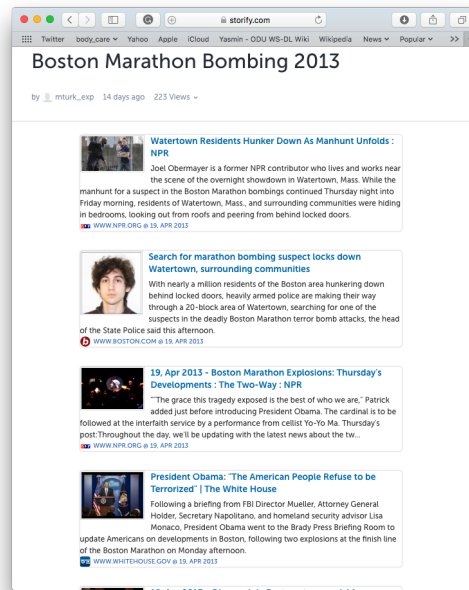 storify.com
Twitter body_care Yahoo Apple iCloud Yasmin - ODU WS-DL Wiki Wikipedia News Popular >>
Boston Marathon Bombing 2013
by mturk_exp 14 days ago 223 Views
Watertown Residents Hunker Down As Manhunt Unfolds :
NPR
Joel Obermayer is a former NPR contributor who lives and works near
the scene of the overnight showdown in Watertown, Mass. While the
manhunt for a suspect in the Boston Marathon bombings continued Thursday night into
Friday morning, residents of Watertown, Mass., and surrounding communities were hiding
in bedrooms, looking out from roofs and peering from behind locked doors.
WWW.NPR.ORG @ 19, APR 2013
Search for marathon bombing suspect locks down
Watertown, surrounding communities
With nearly a million residents of the Boston area hunkering down
behind locked doors, heavily armed police are making their way
through a 20-block area of Watertown, searching for one of the
suspects in the deadly Boston Marathon terror bomb attacks, the head
of the State Police said this afternoon.
b WWW.BOSTON.COM @ 19, APR 2013
19, Apr 2013 - Boston Marathon Explosions: Thursday's
Developments : The Two-Way : NPR
""The grace this tragedy exposed is the best of who we are," Patrick
added just before introducing President Obama. The cardinal is to be
followed at the interfaith service by a performance from cellist Yo-Yo Ma. Thursday's
post:Throughout the day, we'll be updating with the latest news about the tw...
WWW.NPR.ORG @ 19, APR 2013
President Obama: "The American People Refuse to be
Terrorized" | The White House
Following a briefing from FBI Director Mueller, Attorney General
Holder, Secretary Napolitano, and homeland security advisor Lisa
Monaco, President Obama went to the Brady Press Briefing Room to
update Americans on developments in Boston, following two explosions at the finish line
of the Boston Marathon on Monday afternoon.
WWW.WHITEHOUSE.GOV @ 19, APR 2013